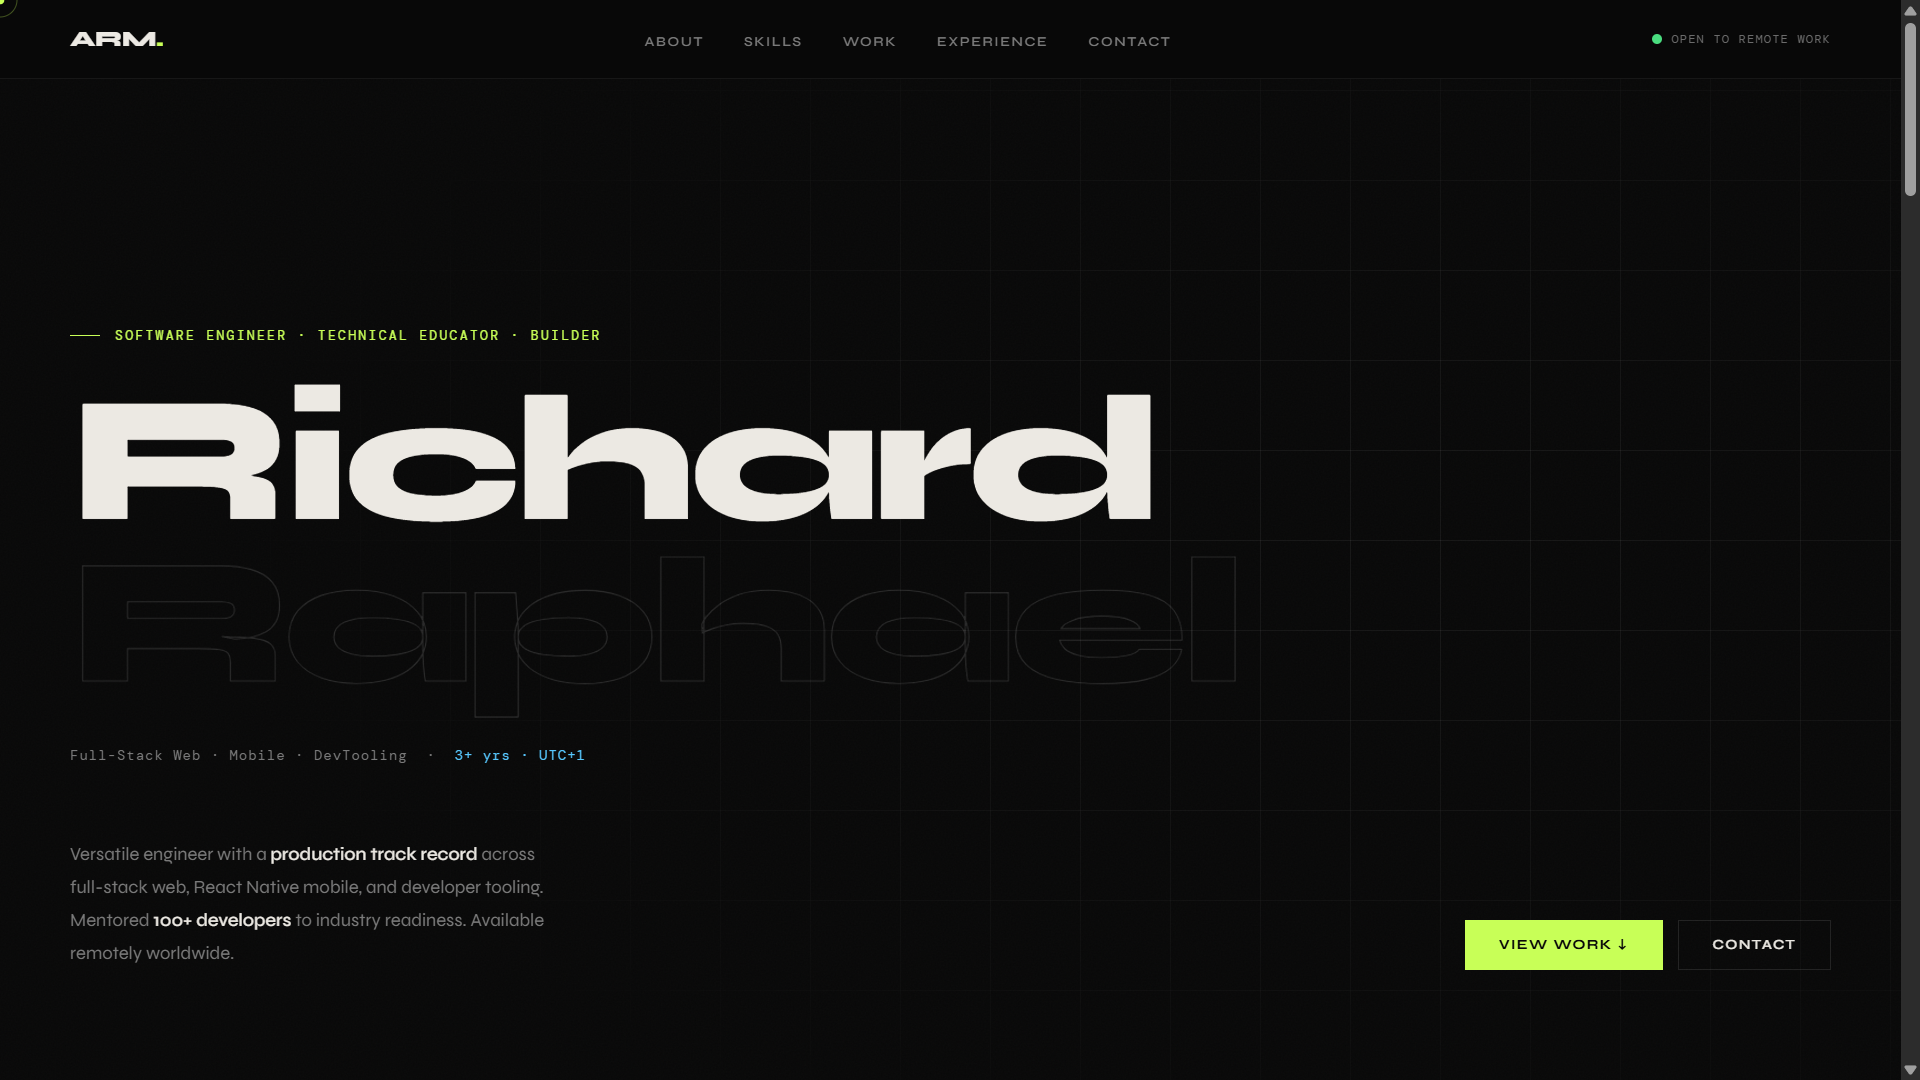 ARM.
ABOUT SKILLS WORK EXPERIENCE CONTACT
OPEN TO REMOTE WORK
SOFTWARE ENGINEER · TECHNICAL EDUCATOR · BUILDER
Richard
Raphael
Full-Stack Web · Mobile · DevTooling · 3+ yrs · UTC+1
Versatile engineer with a production track record across
full-stack web, React Native mobile, and developer tooling.
Mentored 100+ developers to industry readiness. Available
remotely worldwide.
VIEW WORK ↓
CONTACT